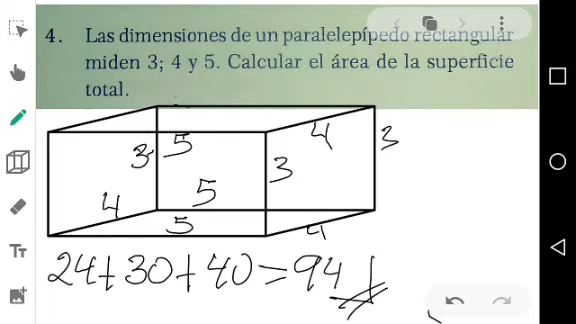 4. Las dimensiones de un paralelepípedo rectangular
miden 3; 4 y 5. Calcular el área de la superficie
total.
3 5 4 3
3
4 5
5 4
24+30+40=94
TT